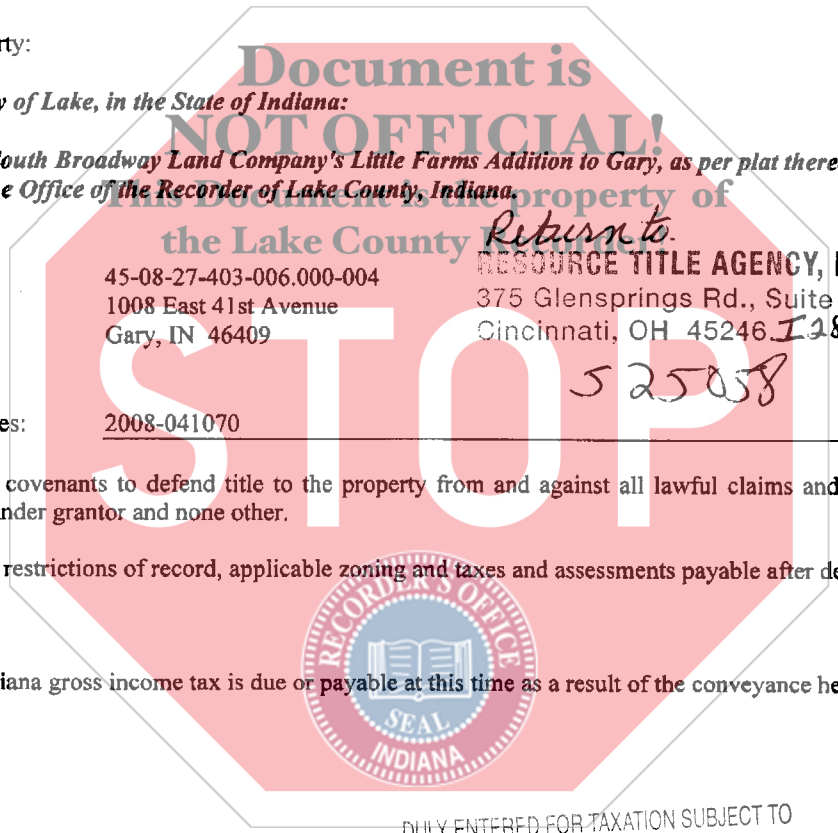 rty:
Document is
y of Lake, in the State of Indiana:
NOT OFFICIAL!
outh Broadway Land Company's Little Farms Addition to Gary, as per plat there
e Office of the Recorder of Lake County, Indiana.
This Document is the property of
the Lake County Recorder!
Return to.
RESOURCE TITLE AGENCY,
45-08-27-403-006.000-004
375 Glensprings Rd., Suite
1008 East 41st Avenue
Cincinnati, OH 45246
I28
Gary, IN 46409
525058
STOP
es: 2008-041070
covenants to defend title to the property from and against all lawful claims and
nder grantor and none other.
restrictions of record, applicable zoning and taxes and assessments payable after de
RECORDER'S OFFICE
iana gross income tax is due or payable at this time as a result of the conveyance he
SEAL
INDIANA
DULY ENTERED FOR TAXATION SUBJECT TO